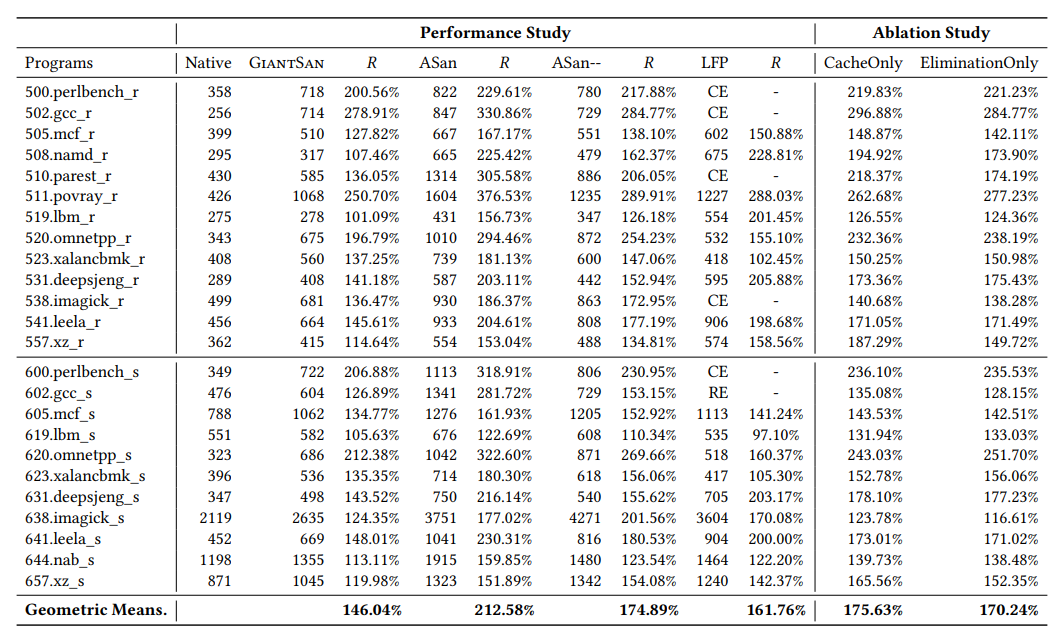 Performance Study Ablation Study
Programs Native GIANTSAN R ASan R ASan-- R LFP R CacheOnly EliminationOnly
500.perlbench_r 358 718 200.56% 822 229.61% 780 217.88% CE - 219.83% 221.23%
502.gcc_r 256 714 278.91% 847 330.86% 729 284.77% CE - 296.88% 284.77%
505.mcf_r 399 510 127.82% 667 167.17% 551 138.10% 602 150.88% 148.87% 142.11%
508.namd_r 295 317 107.46% 665 225.42% 479 162.37% 675 228.81% 194.92% 173.90%
510.parest_r 430 585 136.05% 1314 305.58% 886 206.05% CE - 218.37% 174.19%
511.povray_r 426 1068 250.70% 1604 376.53% 1235 289.91% 1227 288.03% 262.68% 277.23%
519.lbm_r 275 278 101.09% 431 156.73% 347 126.18% 554 201.45% 126.55% 124.36%
520.omnetpp_r 343 675 196.79% 1010 294.46% 872 254.23% 532 155.10% 232.36% 238.19%
523.xalancbmk_r 408 560 137.25% 739 181.13% 600 147.06% 418 102.45% 150.25% 150.98%
531.deepsjeng_r 289 408 141.18% 587 203.11% 442 152.94% 595 205.88% 173.36% 175.43%
538.imagick_r 499 681 136.47% 930 186.37% 863 172.95% CE - 140.68% 138.28%
541.leela_r 456 664 145.61% 933 204.61% 808 177.19% 906 198.68% 171.05% 171.49%
557.xz_r 362 415 114.64% 554 153.04% 488 134.81% 574 158.56% 187.29% 149.72%
600.perlbench_s 349 722 206.88% 1113 318.91% 806 230.95% CE - 236.10% 235.53%
602.gcc_s 476 604 126.89% 1341 281.72% 729 153.15% RE - 135.08% 128.15%
605.mcf_s 788 1062 134.77% 1276 161.93% 1205 152.92% 1113 141.24% 143.53% 142.51%
619.lbm_s 551 582 105.63% 676 122.69% 608 110.34% 535 97.10% 131.94% 133.03%
620.omnetpp_s 323 686 212.38% 1042 322.60% 871 269.66% 518 160.37% 243.03% 251.70%
623.xalancbmk_s 396 536 135.35% 714 180.30% 618 156.06% 417 105.30% 152.78% 156.06%
631.deepsjeng_s 347 498 143.52% 750 216.14% 540 155.62% 705 203.17% 178.10% 177.23%
638.imagick_s 2119 2635 124.35% 3751 177.02% 4271 201.56% 3604 170.08% 123.78% 116.61%
641.leela_s 452 669 148.01% 1041 230.31% 816 180.53% 904 200.00% 173.01% 171.02%
644.nab_s 1198 1355 113.11% 1915 159.85% 1480 123.54% 1464 122.20% 139.73% 138.48%
657.xz_s 871 1045 119.98% 1323 151.89% 1342 154.08% 1240 142.37% 165.56% 152.35%
Geometric Means. 146.04% 212.58% 174.89% 161.76% 175.63% 170.24%